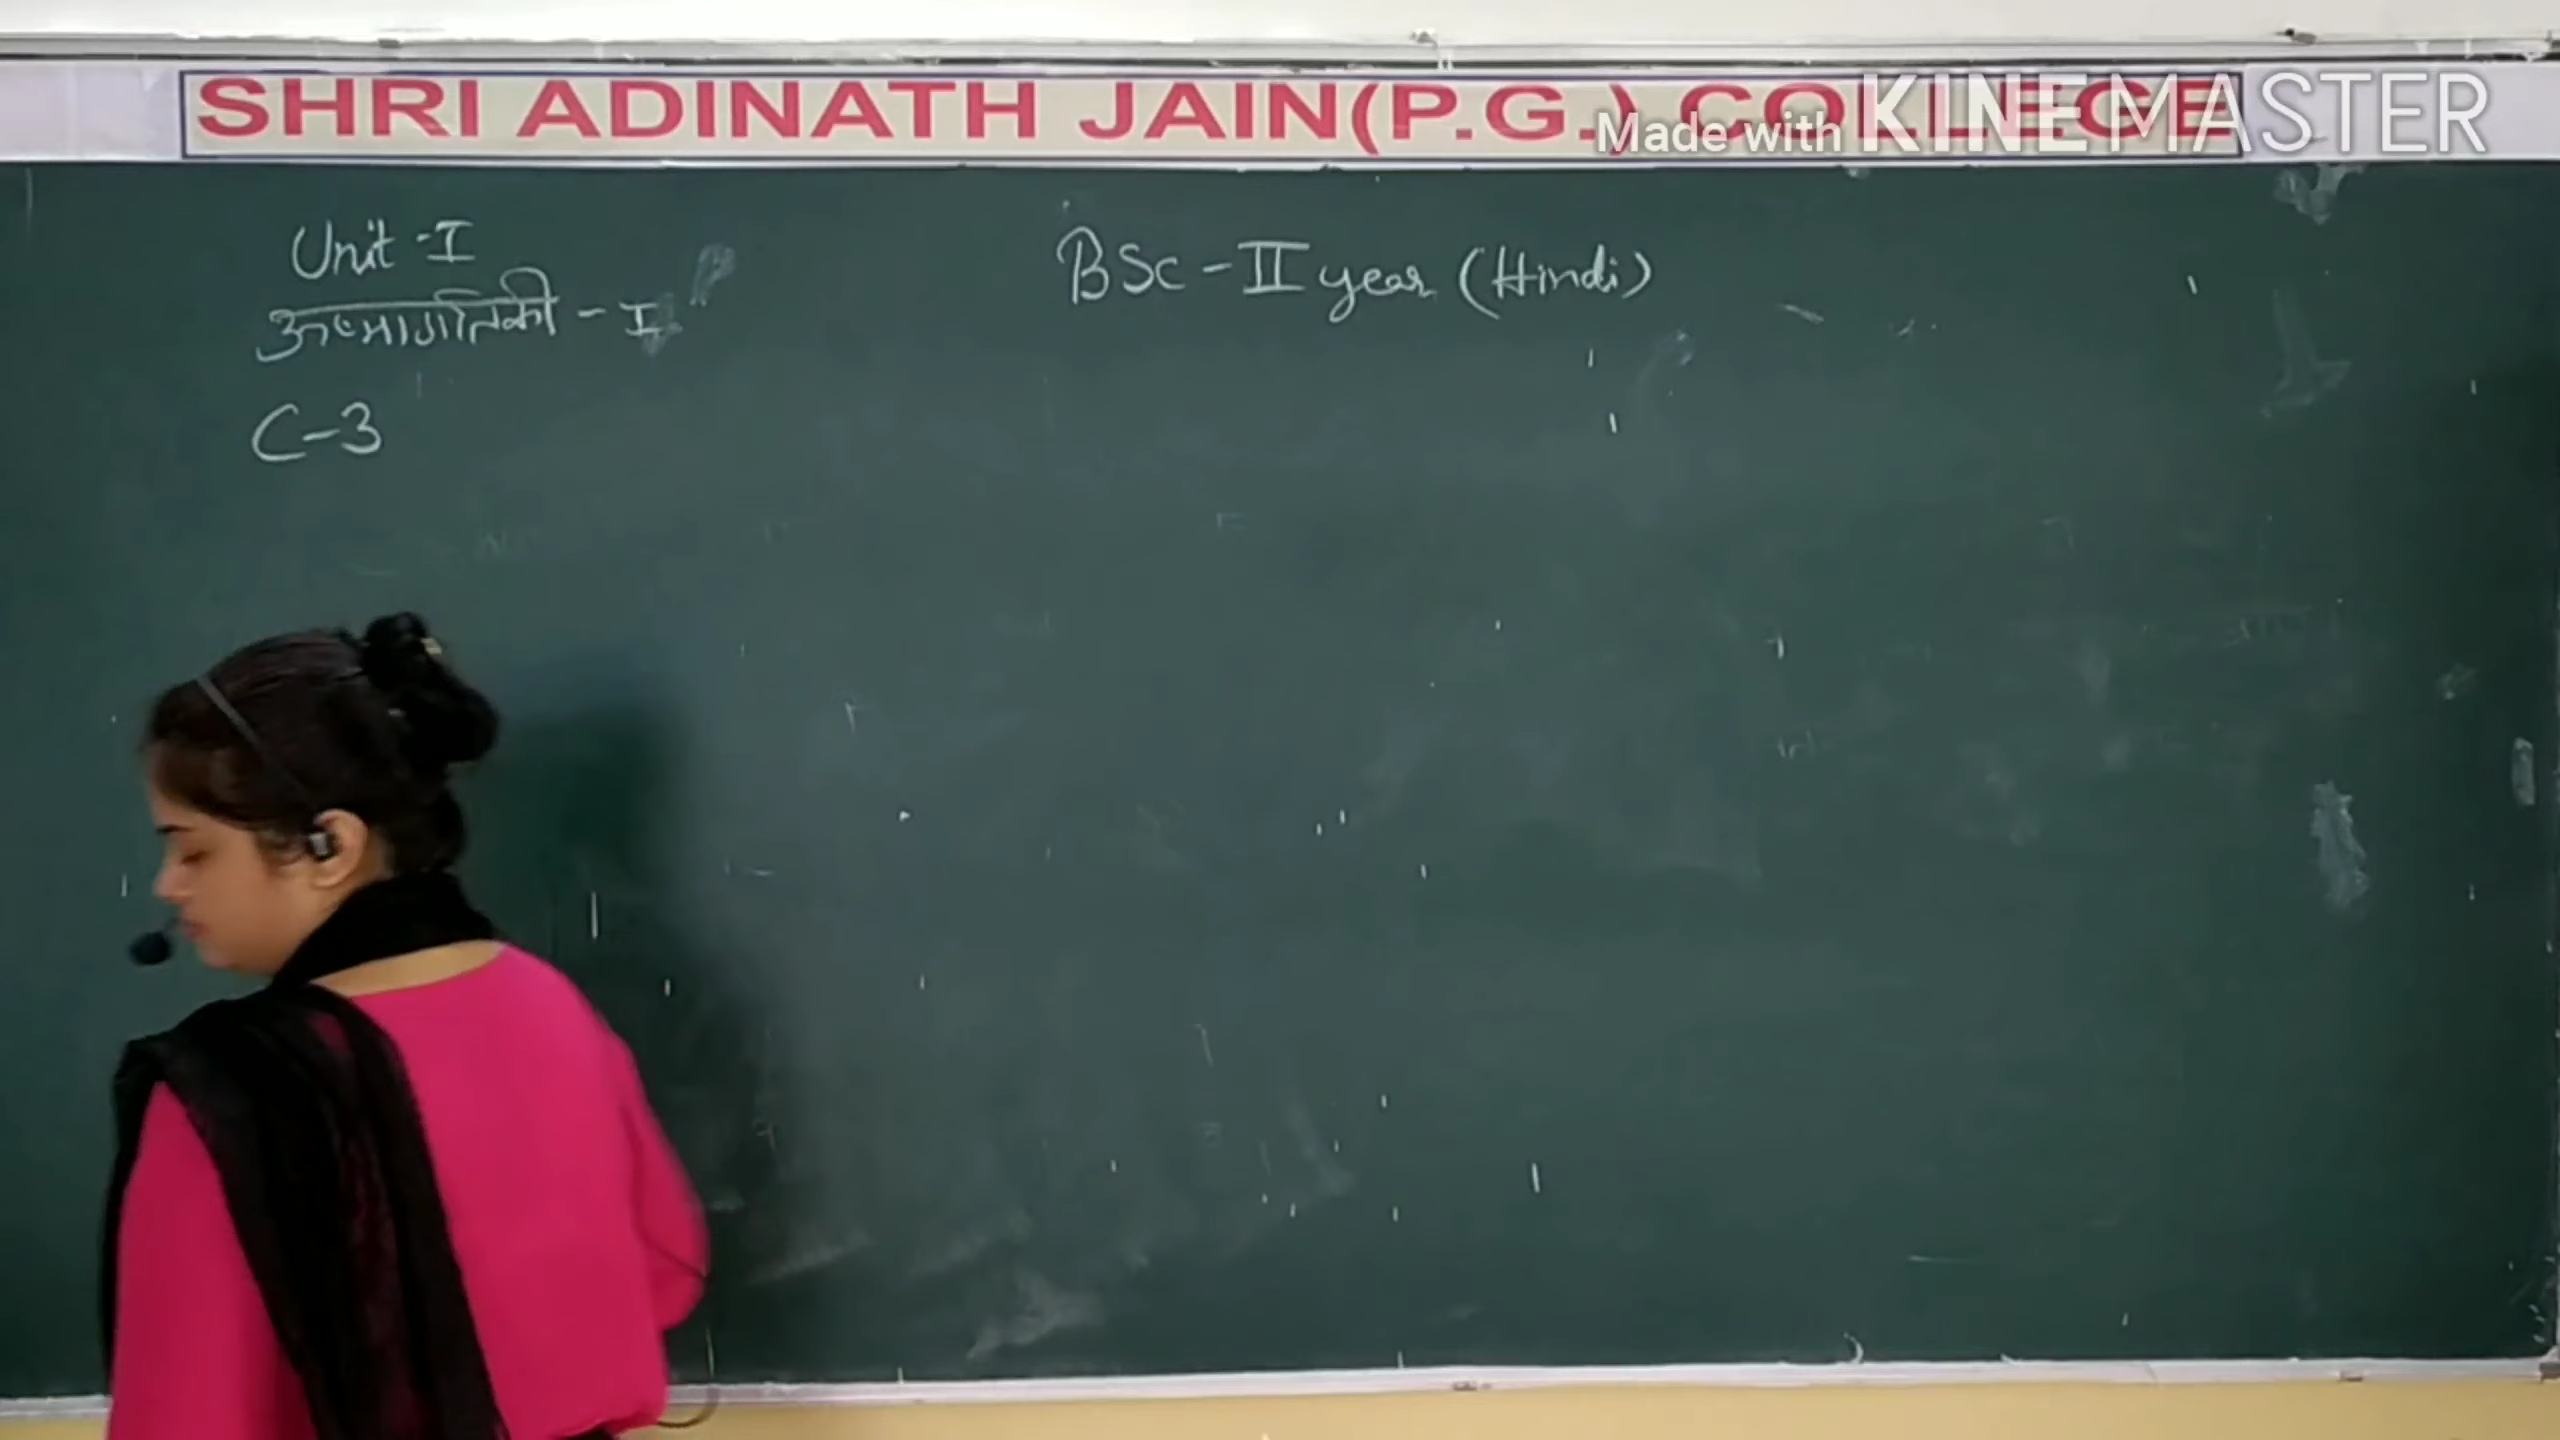 SHRI ADINATH JAIN(P.G.) COLLEGE
Made with KINEMASTER
Unit-I
BSc-II year (Hindi)
ऊष्मागतिकी-I
C-3